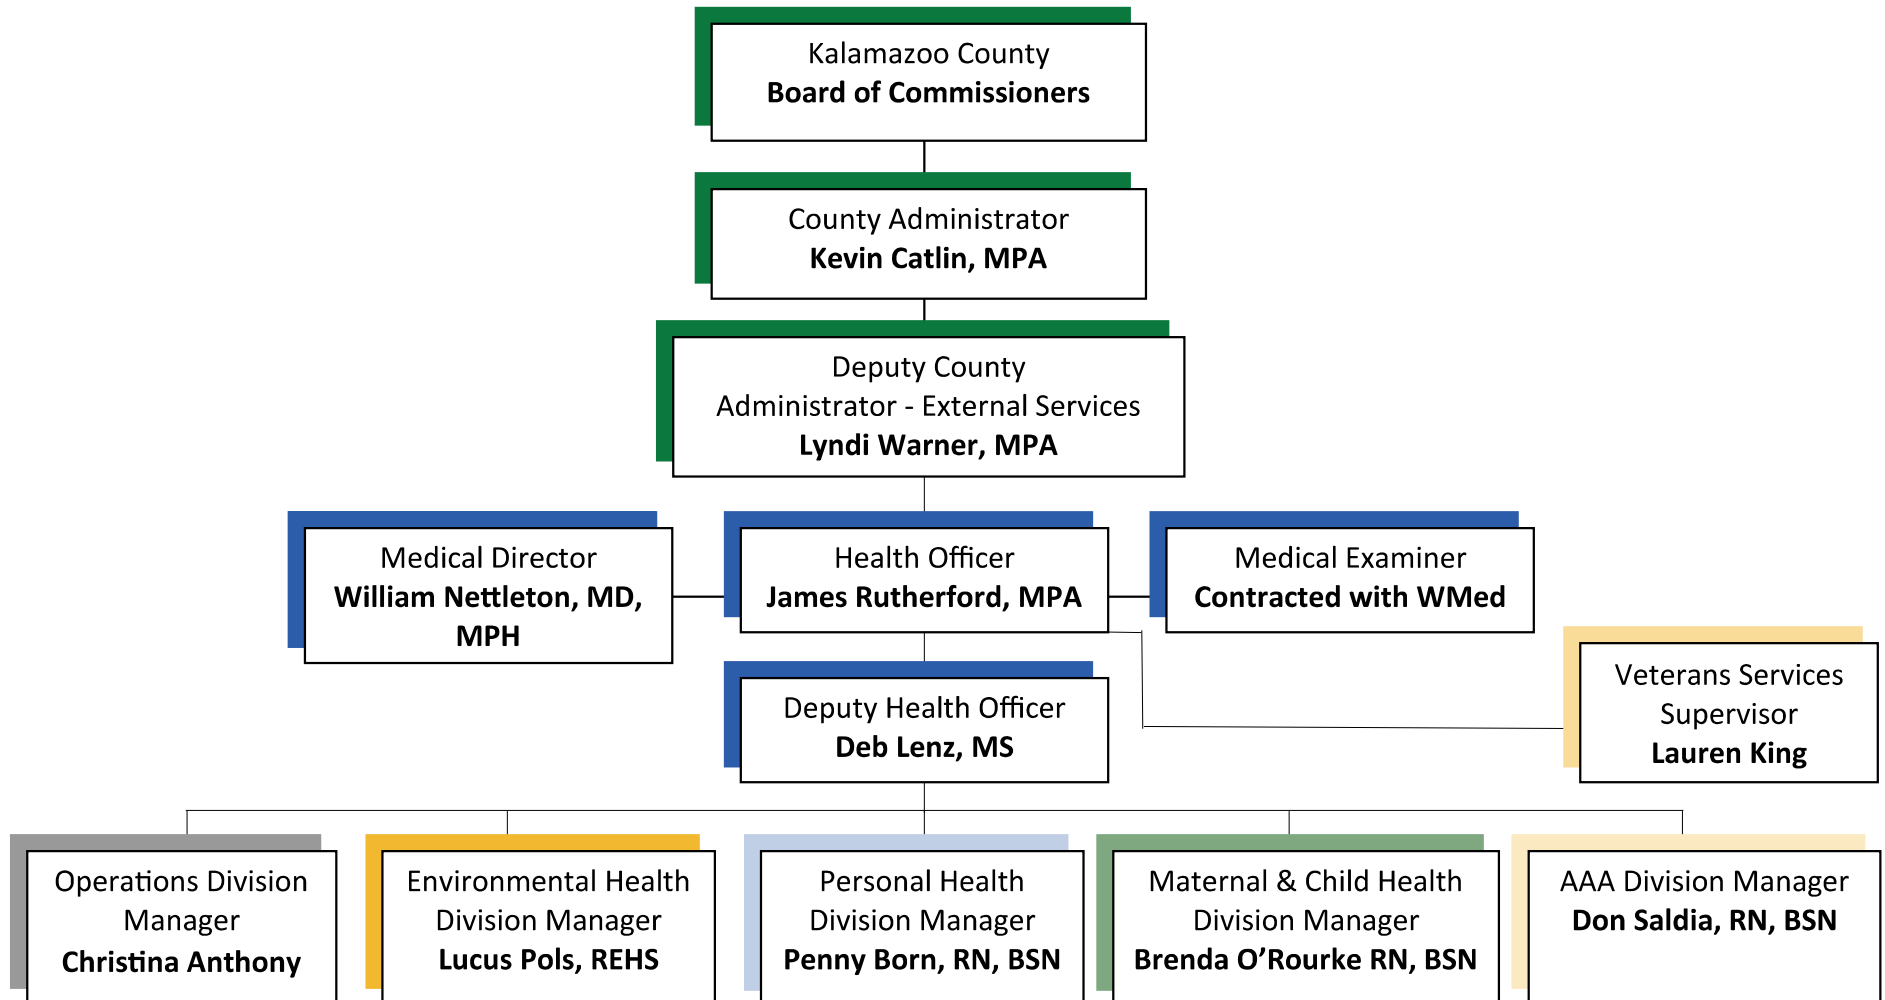 Kalamazoo County
Board of Commissioners
County Administrator
Kevin Catlin, MPA
Deputy County
Administrator - External Services
Lyndi Warner, MPA
Medical Director
William Nettleton, MD,
MPH
Health Officer
James Rutherford, MPA
Medical Examiner
Contracted with WMed
Veterans Services
Supervisor
Lauren King
Deputy Health Officer
Deb Lenz, MS
Operations Division
Manager
Christina Anthony
Environmental Health
Division Manager
Lucus Pols, REHS
Personal Health
Division Manager
Penny Born, RN, BSN
Maternal & Child Health
Division Manager
Brenda O’Rourke RN, BSN
AAA Division Manager
Don Saldia, RN, BSN